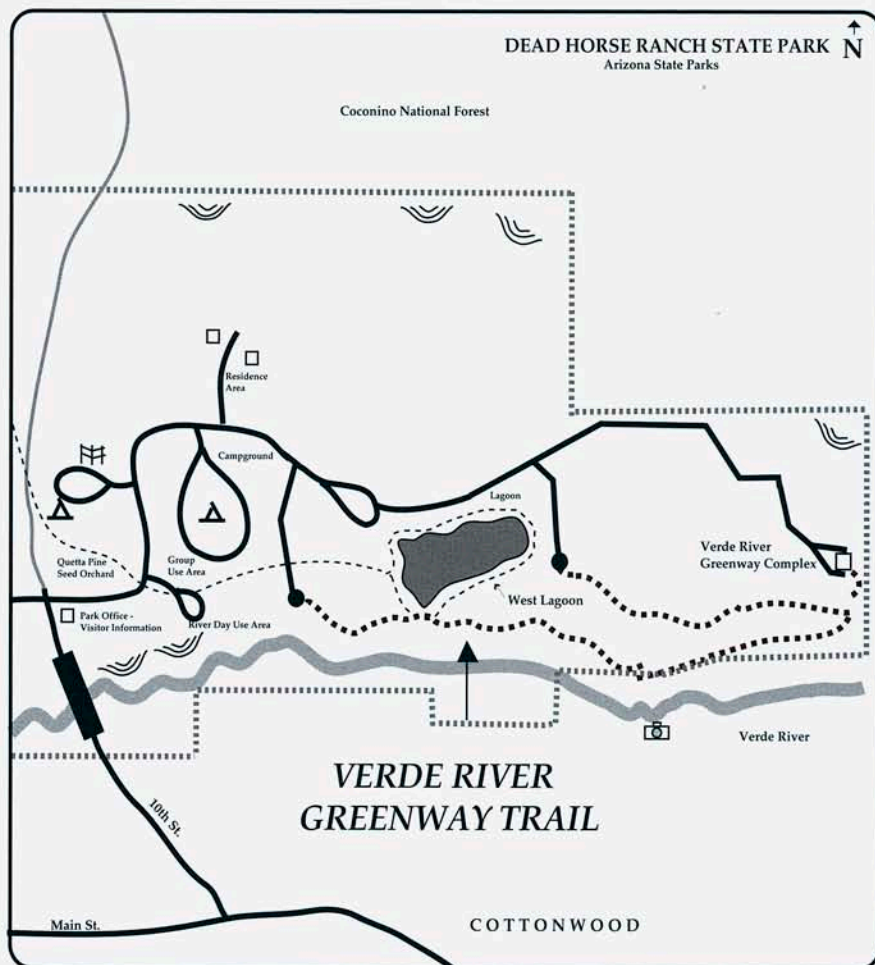 DEAD HORSE RANCH STATE PARK
N
Arizona State Parks
Coconino National Forest
Residence
Area
Campground
Lagoon
Quetta Pine
Seed Orchard
Group
Use Area
Verde River
Greenway Complex
West Lagoon
Park Office -
Visitor Information
River Day Use Area
Verde River
VERDE RIVER
GREENWAY TRAIL
10th St.
Main St.
COTTONWOOD